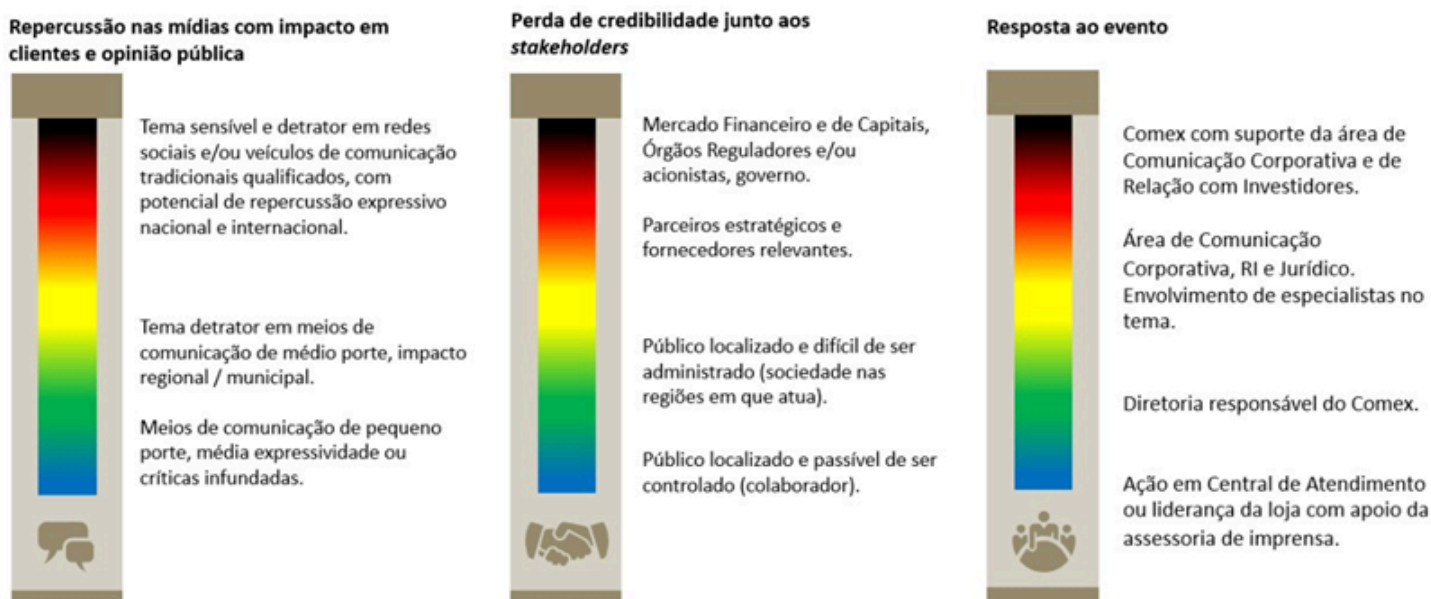 Repercussão nas mídias com impacto em
clientes e opinião pública
Tema sensível e detrator em redes
sociais e/ou veículos de comunicação
tradicionais qualificados, com
potencial de repercussão expressivo
nacional e internacional.
Tema detrator em meios de
comunicação de médio porte, impacto
regional / municipal.
Meios de comunicação de pequeno
porte, média expressividade ou
críticas infundadas.
Perda de credibilidade junto aos
stakeholders
Mercado Financeiro e de Capitais,
Órgãos Reguladores e/ou
acionistas, governo.
Parceiros estratégicos e
fornecedores relevantes.
Público localizado e difícil de ser
administrado (sociedade nas
regiões em que atua).
Público localizado e passível de ser
controlado (colaborador).
Resposta ao evento
Comex com suporte da área de
Comunicação Corporativa e de
Relação com Investidores.
Área de Comunicação
Corporativa, RI e Jurídico.
Envolvimento de especialistas no
tema.
Diretoria responsável do Comex.
Ação em Central de Atendimento
ou liderança da loja com apoio da
assessoria de imprensa.